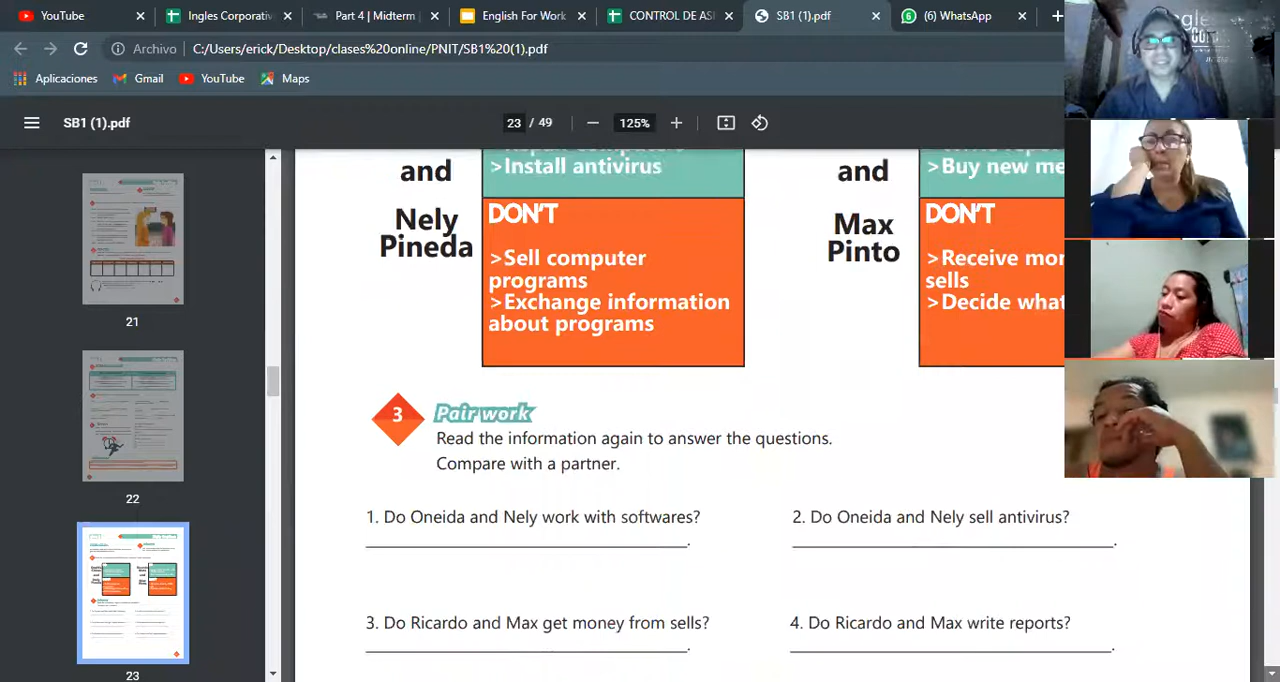 YouTube
Ingles Corporativ
Part 4 | Midterm
English For Work
CONTROL DE ASI
SB1 (1).pdf
(6) WhatsApp
Archivo
C:/Users/erick/Desktop/clases%20online/PNIT/SB1%20(1).pdf
Aplicaciones
Gmail
YouTube
Maps
SB1 (1).pdf
23 / 49
125%
21
22
23
and
Nely
Pineda
>Install antivirus
DON'T
>Sell computer
programs
>Exchange information
about programs
and
Max
Pinto
>Buy new me
DON'T
>Receive mor
sells
>Decide what
3
Pair work
Read the information again to answer the questions.
Compare with a partner.
1. Do Oneida and Nely work with softwares?
2. Do Oneida and Nely sell antivirus?
3. Do Ricardo and Max get money from sells?
4. Do Ricardo and Max write reports?